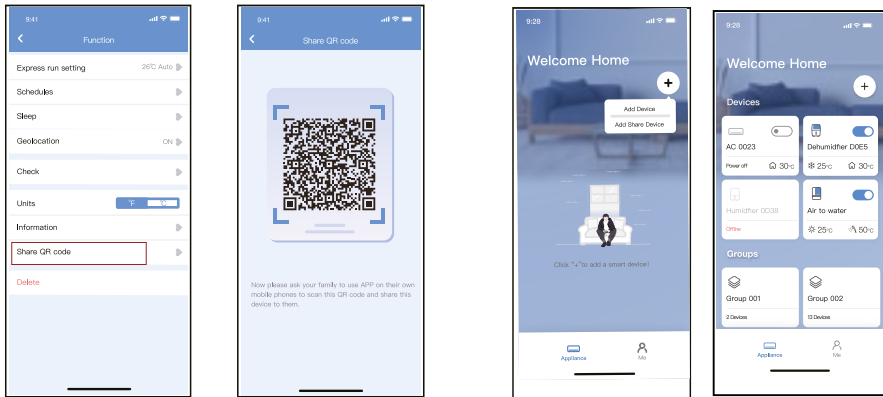 9:41
Function
Express run setting 26°C Auto
Schedules
Sleep
Geolocation ON
Check
Units °F °C
Information
Share QR code
Delete
9:41
Share QR code
Now please ask your family to use APP on their own
mobile phones to scan this QR code and share this
device to them.
9:28
Welcome Home
+
Add Device
Add Share Device
Click "+"to add a smart device!
Appliance Me
9:28
Welcome Home
+
Devices
AC 0023
Power off 30°C
Dehumidfier D0E5
25°C 30°C
Humidifier 0038
Offline
Air to water
25°C 50°C
Groups
Group 001
2 Devices
Group 002
13 Devices
Appliance Me